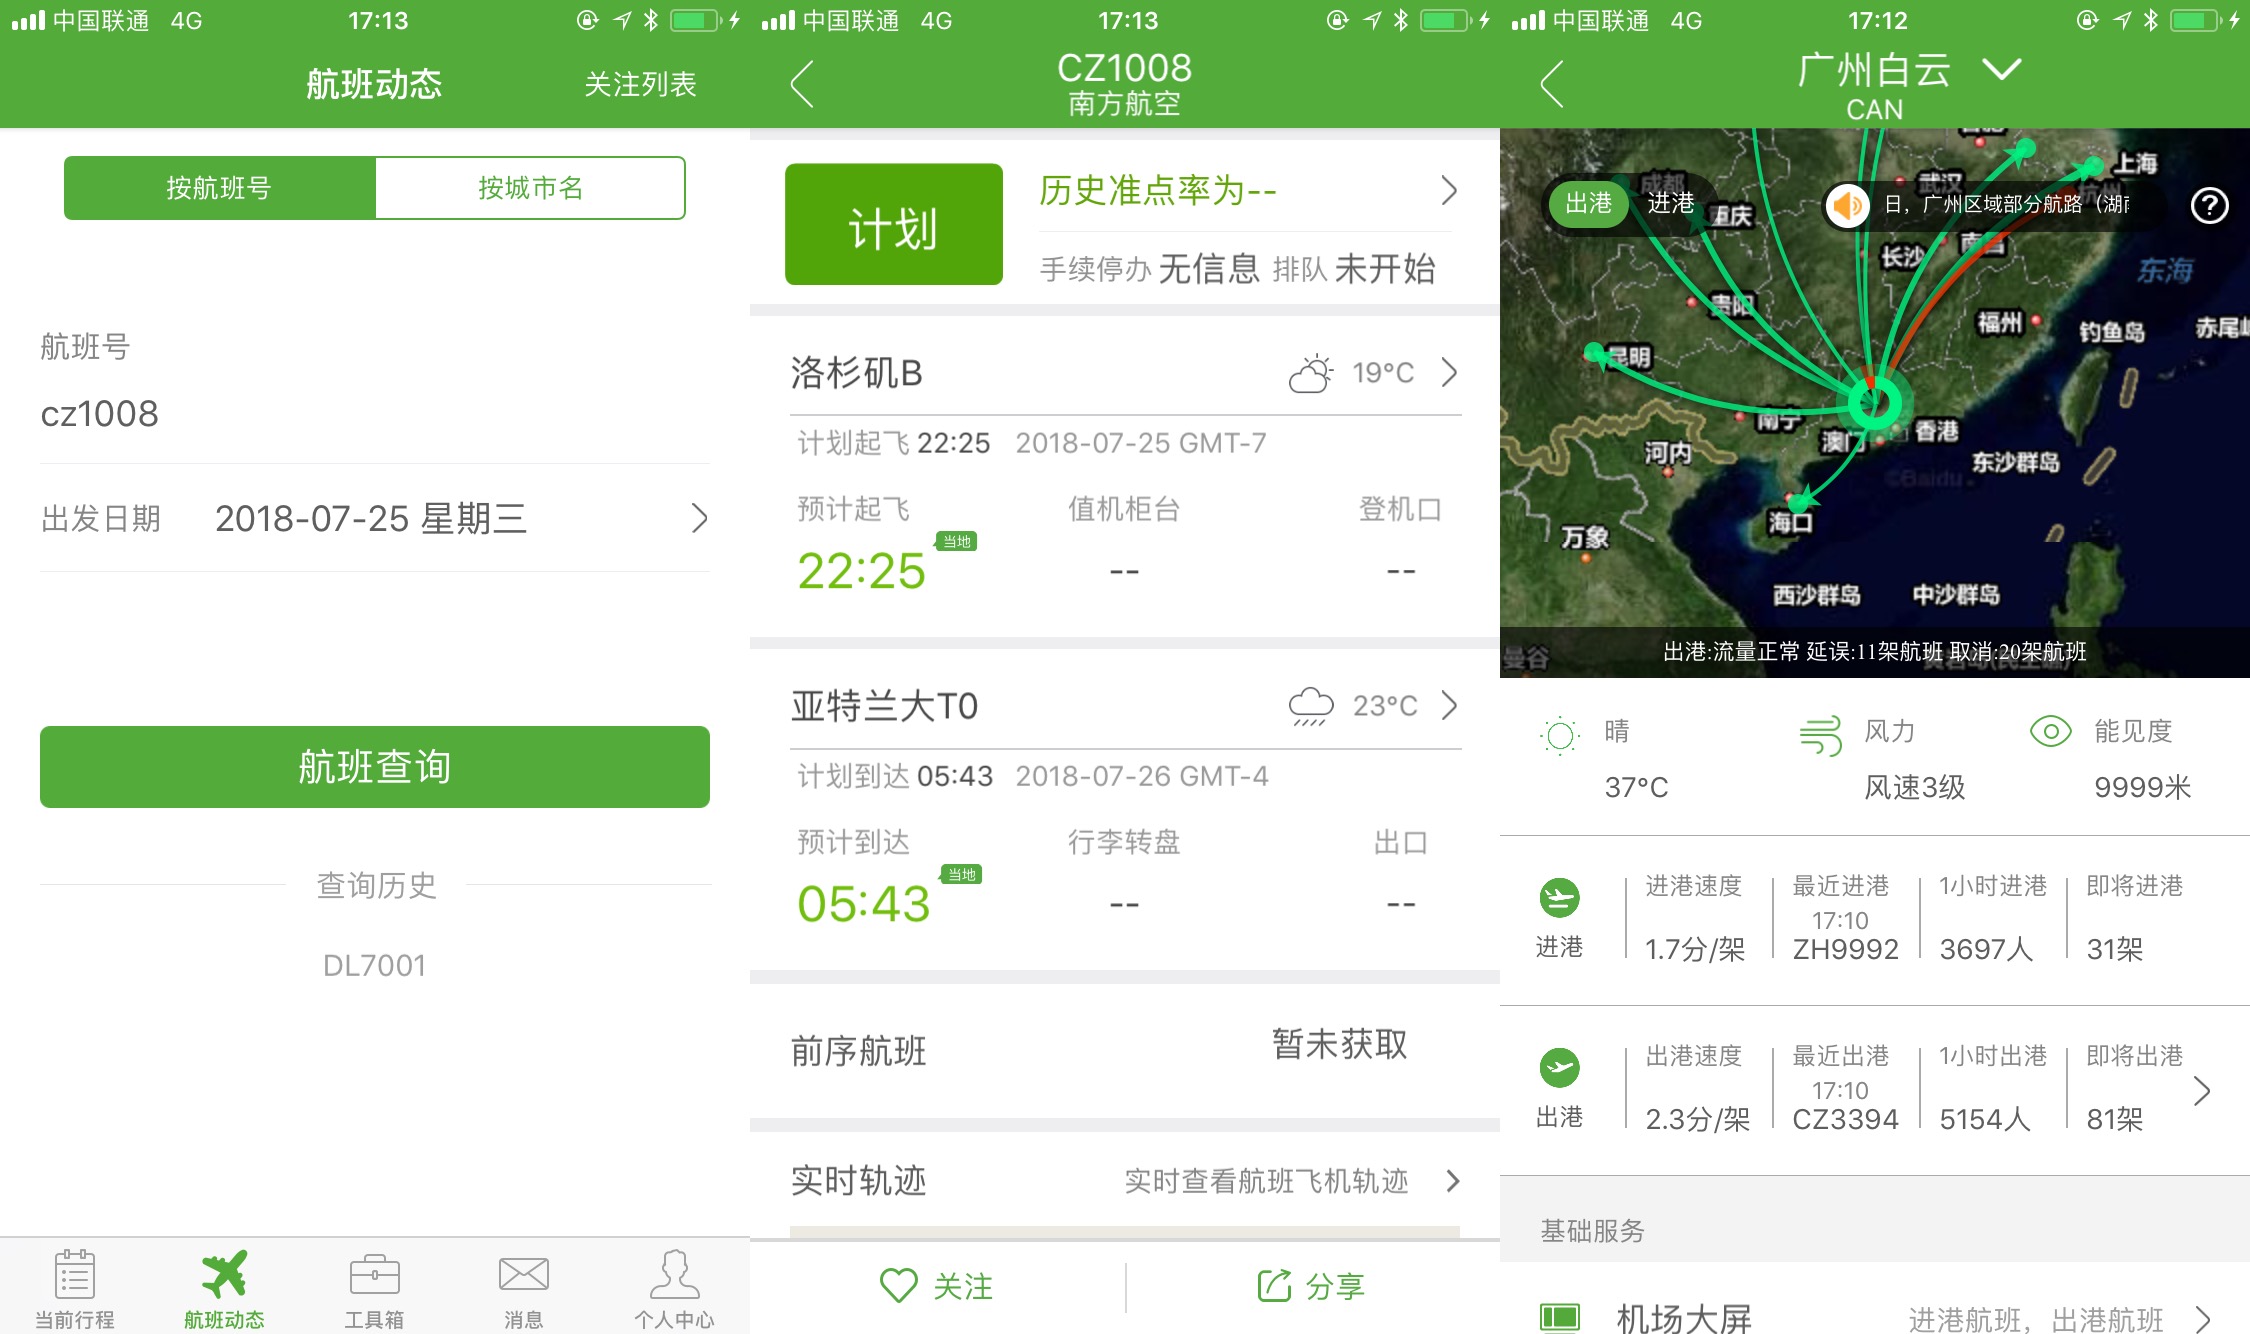 中国联通 4G 17:13
航班动态 关注列表
按航班号 按城市名
航班号
cz1008
出发日期 2018-07-25 星期三
航班查询
查询历史
DL7001
当前行程 航班动态 工具箱 消息 个人中心
中国联通 4G 17:13
CZ1008
南方航空
计划
历史准点率为--
手续停办 无信息 排队 未开始
洛杉矶B 19°C
计划起飞 22:25 2018-07-25 GMT-7
预计起飞 值机柜台 登机口
22:25 当地 -- --
亚特兰大T0 23°C
计划到达 05:43 2018-07-26 GMT-4
预计到达 行李转盘 出口
05:43 当地 -- --
前序航班 暂未获取
实时轨迹 实时查看航班飞机轨迹
关注 分享
中国联通 4G 17:12
广州白云
CAN
上海
成都 武汉 杭州
出港 进港 重庆 日，广州区域部分航路（湖南 ?
长沙 南昌
东海
贵阳
福州 钓鱼岛 赤尾屿
昆明
南宁 澳门 香港
河内 东沙群岛
©Baidu
海口
万象
西沙群岛 中沙群岛
曼谷
出港:流量正常 延误:11架航班 取消:20架航班
晴 风力 能见度
37°C 风速3级 9999米
进港速度 最近进港 1小时进港 即将进港
17:10
进港 1.7分/架 ZH9992 3697人 31架
出港速度 最近出港 1小时出港 即将出港
17:10
出港 2.3分/架 CZ3394 5154人 81架
基础服务
机场大屏 进港航班，出港航班